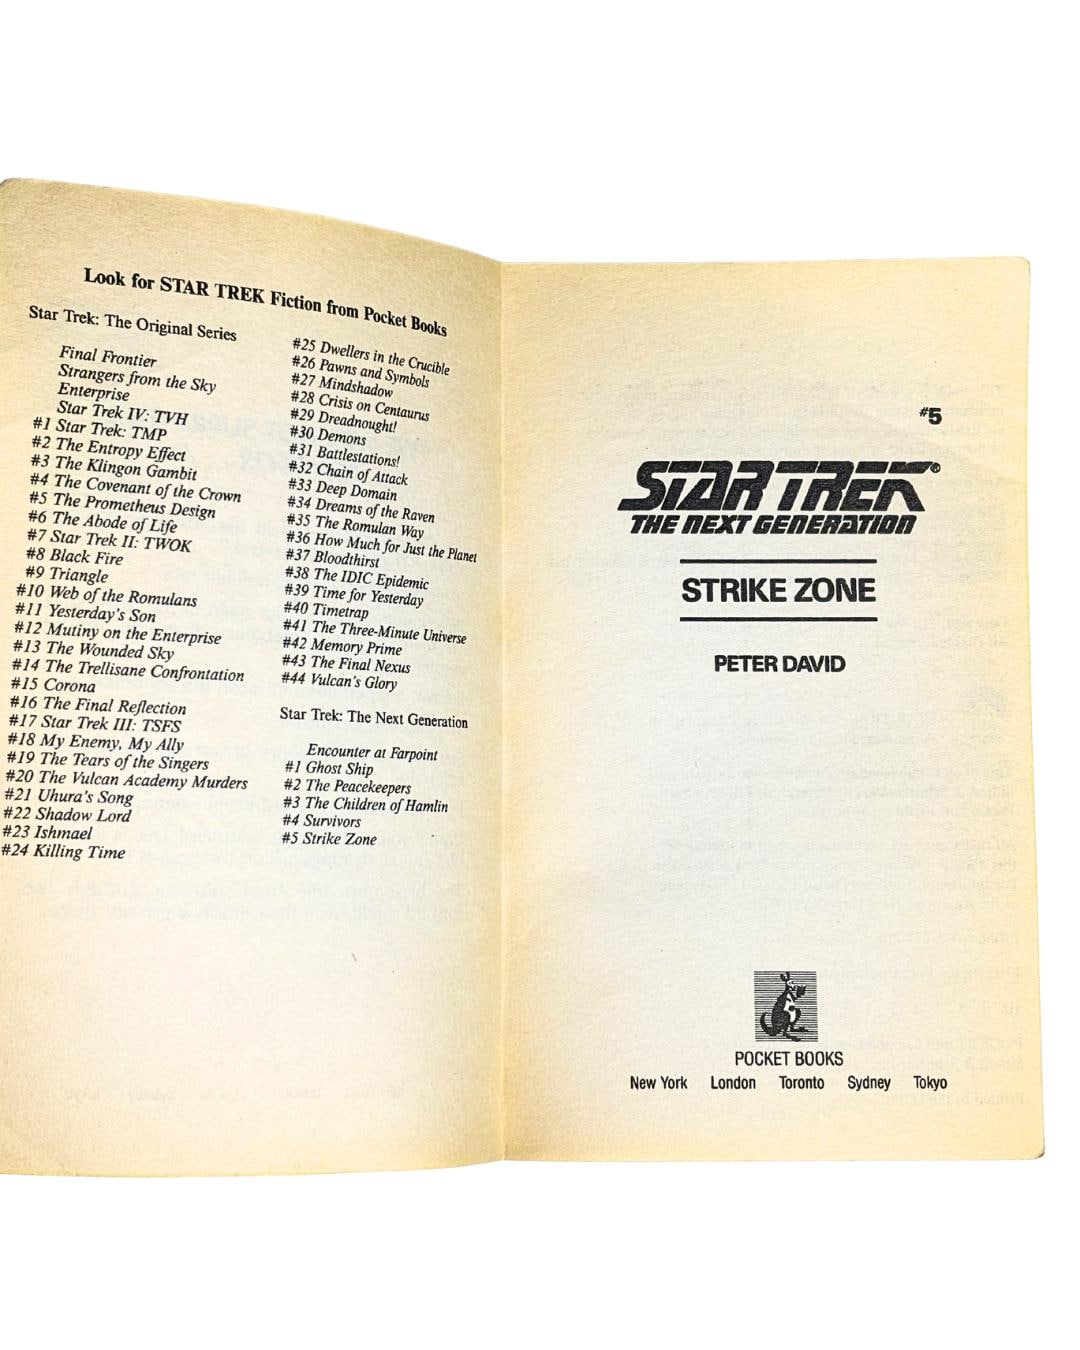 Look for STAR TREK Fiction from Pocket Books
Star Trek: The Original Series
Final Frontier
Strangers from the Sky
Enterprise
Star Trek IV: TVH
#1 Star Trek: TMP
#2 The Entropy Effect
#3 The Klingon Gambit
#4 The Covenant of the Crown
#5 The Prometheus Design
#6 The Abode of Life
#7 Star Trek II: TWOK
#8 Black Fire
#9 Triangle
#10 Web of the Romulans
#11 Yesterday's Son
#12 Mutiny on the Enterprise
#13 The Wounded Sky
#14 The Trellisane Confrontation
#15 Corona
#16 The Final Reflection
#17 Star Trek III: TSFS
#18 My Enemy, My Ally
#19 The Tears of the Singers
#20 The Vulcan Academy Murders
#21 Uhura's Song
#22 Shadow Lord
#23 Ishmael
#24 Killing Time
#25 Dwellers in the Crucible
#26 Pawns and Symbols
#27 Mindshadow
#28 Crisis on Centaurus
#29 Dreadnought!
#30 Demons
#31 Battlestations!
#32 Chain of Attack
#33 Deep Domain
#34 Dreams of the Raven
#35 The Romulan Way
#36 How Much for Just the Planet
#37 Bloodthirst
#38 The IDIC Epidemic
#39 Time for Yesterday
#40 Timetrap
#41 The Three-Minute Universe
#42 Memory Prime
#43 The Final Nexus
#44 Vulcan's Glory
Star Trek: The Next Generation
Encounter at Farpoint
#1 Ghost Ship
#2 The Peacekeepers
#3 The Children of Hamlin
#4 Survivors
#5 Strike Zone
#5
STAR TREK®
THE NEXT GENERATION
STRIKE ZONE
PETER DAVID
POCKET BOOKS
New York London Toronto Sydney Tokyo